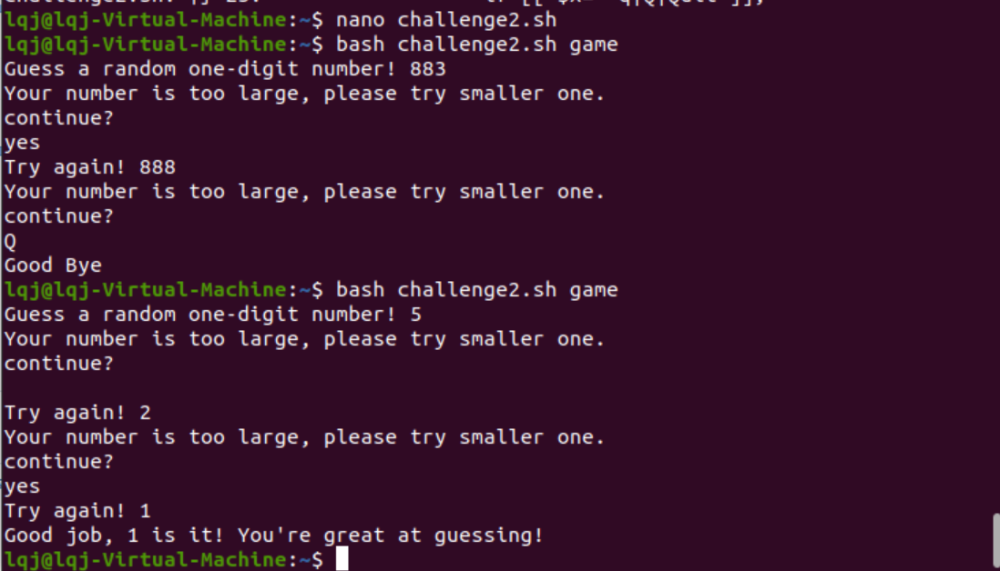 lqj@lqj-Virtual-Machine:~$ nano challenge2.sh
lqj@lqj-Virtual-Machine:~$ bash challenge2.sh game
Guess a random one-digit number! 883
Your number is too large, please try smaller one.
continue?
yes
Try again! 888
Your number is too large, please try smaller one.
continue?
Q
Good Bye
lqj@lqj-Virtual-Machine:~$ bash challenge2.sh game
Guess a random one-digit number! 5
Your number is too large, please try smaller one.
continue?
Try again! 2
Your number is too large, please try smaller one.
continue?
yes
Try again! 1
Good job, 1 is it! You're great at guessing!
lqj@lqj-Virtual-Machine:~$